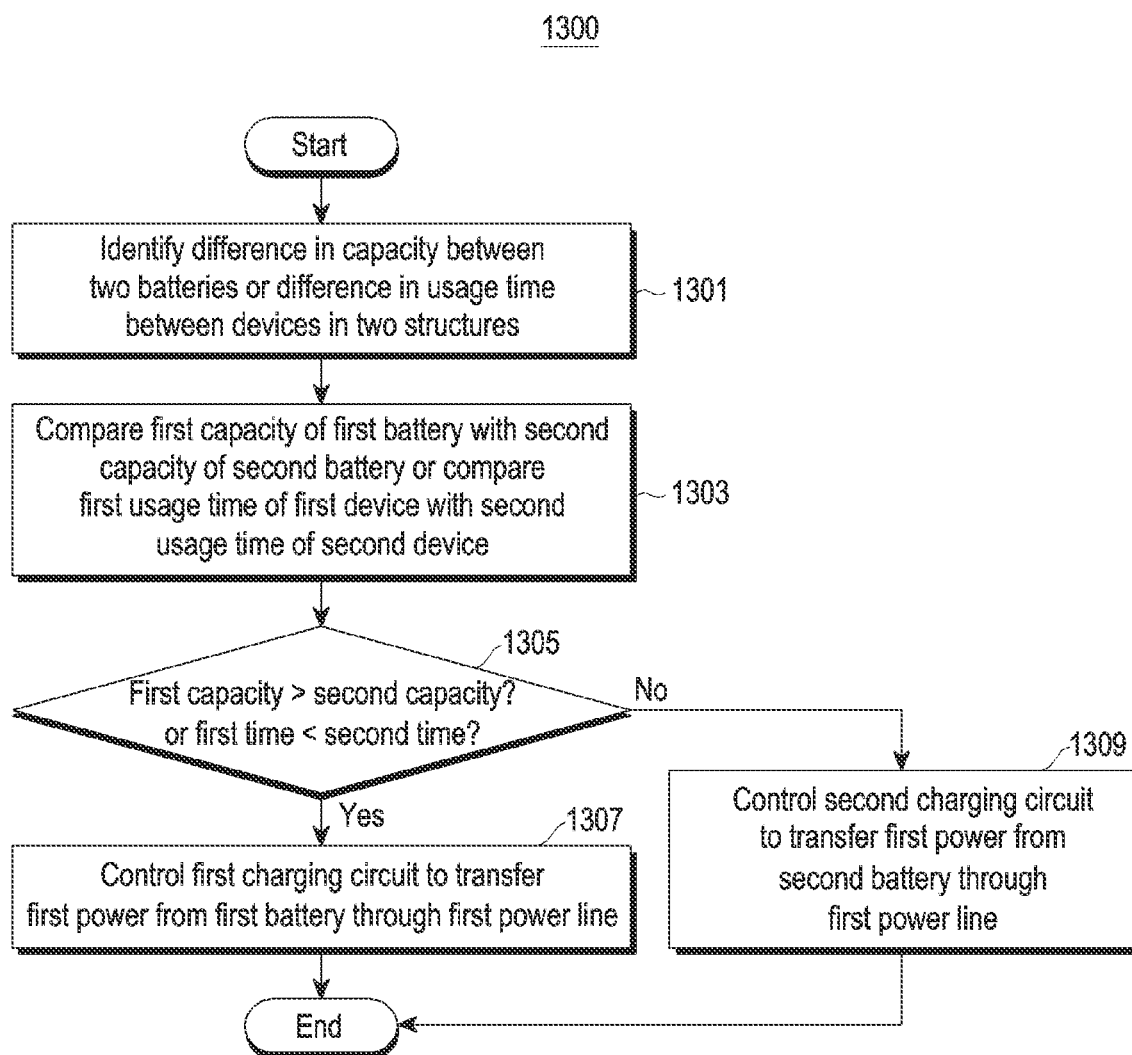 1300
Start
Identify difference in capacity between
two batteries or difference in usage time
between devices in two structures
1301
Compare first capacity of first battery with second
capacity of second battery or compare
first usage time of first device with second
usage time of second device
1303
1305
First capacity > second capacity?
or first time < second time?
No
Yes
1307
Control first charging circuit to transfer
first power from first battery through first power line
1309
Control second charging circuit
to transfer first power from
second battery through
first power line
End